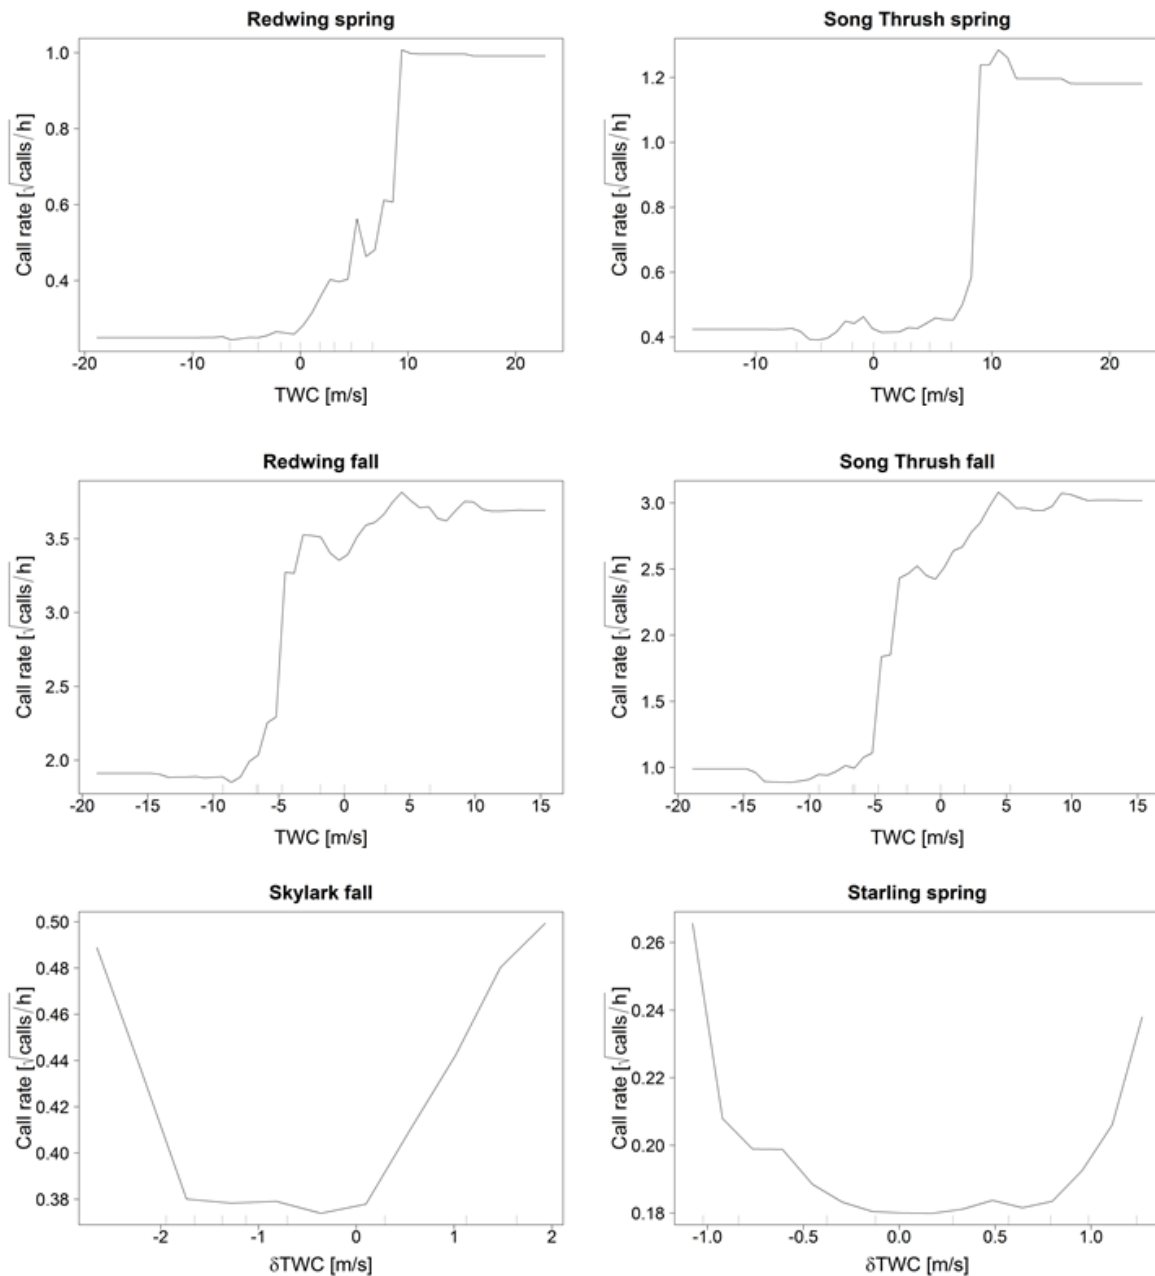 Redwing spring
Call rate [√calls/h]
1.0
0.8
0.6
0.4
-20 -10 0 10 20
TWC [m/s]
Song Thrush spring
Call rate [√calls/h]
1.2
1.0
0.8
0.6
0.4
-10 0 10 20
TWC [m/s]
Redwing fall
Call rate [√calls/h]
3.5
3.0
2.5
2.0
-20 -15 -10 -5 0 5 10 15
TWC [m/s]
Song Thrush fall
Call rate [√calls/h]
3.0
2.5
2.0
1.5
1.0
-20 -15 -10 -5 0 5 10 15
TWC [m/s]
Skylark fall
Call rate [√calls/h]
0.50
0.48
0.46
0.44
0.42
0.40
0.38
-2 -1 0 1 2
δTWC [m/s]
Starling spring
Call rate [√calls/h]
0.26
0.24
0.22
0.20
0.18
-1.0 -0.5 0.0 0.5 1.0
δTWC [m/s]